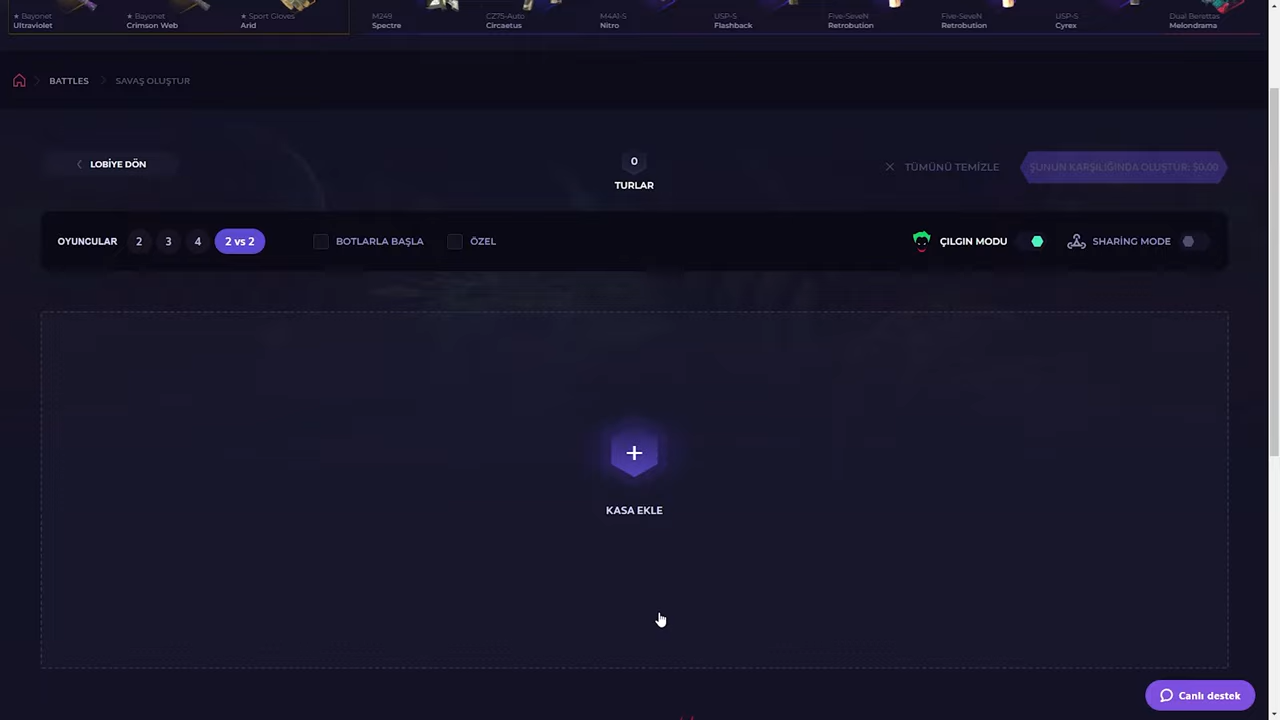 ★ Bayonet ★ Bayonet ★ Sport Gloves M249 CZ75-Auto M4A1-S USP-S Five-SeveN Five-SeveN USP-S Dual Berettas
Ultraviolet Crimson Web Arid Spectre Circaetus Nitro Flashback Retrobution Retrobution Cyrex Melondrama
BATTLES SAVAŞ OLUŞTUR
LOBİYE DÖN
0
TURLAR
TÜMÜNÜ TEMİZLE
ŞUNUN KARŞILIĞINDA OLUŞTUR: $0.00
OYUNCULAR 2 3 4 2 vs 2 BOTLARLA BAŞLA ÖZEL ÇILGIN MODU SHARİNG MODE
+
KASA EKLE
Canlı destek